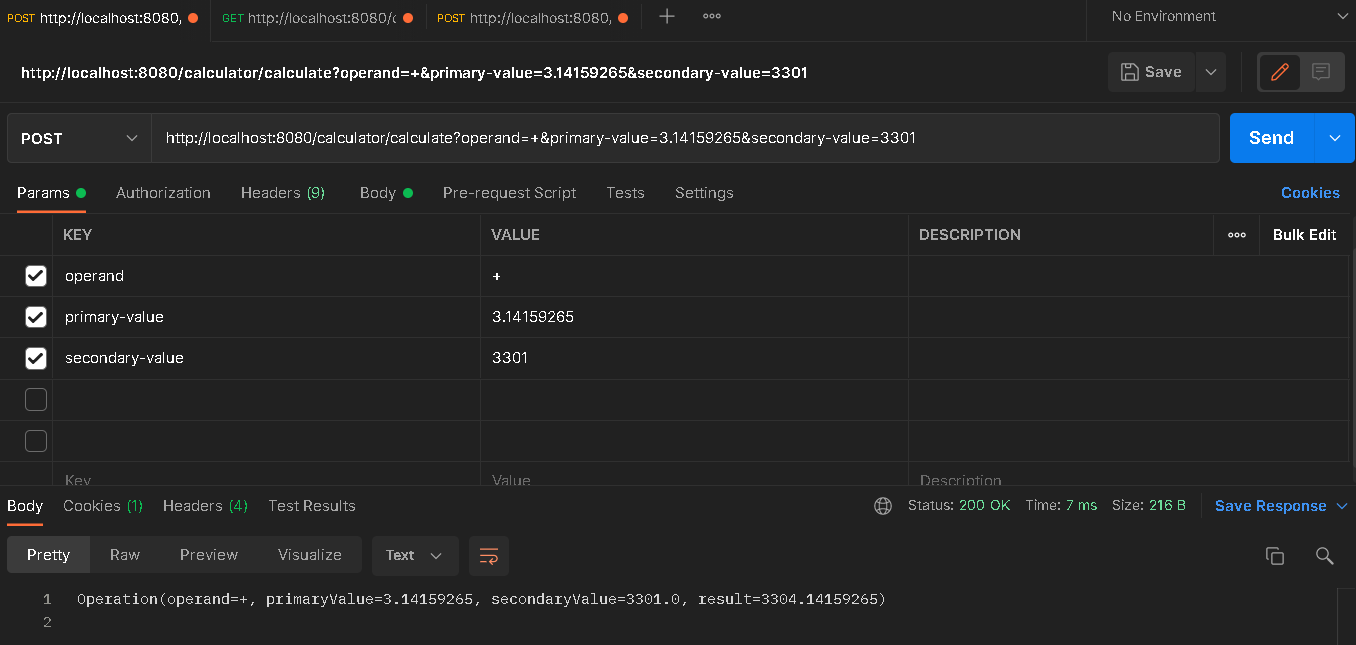 POST http://localhost:8080, GET http://localhost:8080/c POST http://localhost:8080, No Environment
http://localhost:8080/calculator/calculate?operand=+&primary-value=3.14159265&secondary-value=3301 Save
POST http://localhost:8080/calculator/calculate?operand=+&primary-value=3.14159265&secondary-value=3301 Send
Params Authorization Headers (9) Body Pre-request Script Tests Settings Cookies
KEY VALUE DESCRIPTION Bulk Edit
operand +
primary-value 3.14159265
secondary-value 3301
Key Value Description
Body Cookies (1) Headers (4) Test Results Status: 200 OK Time: 7 ms Size: 216 B Save Response
Pretty Raw Preview Visualize Text
1 Operation(operand=+, primaryValue=3.14159265, secondaryValue=3301.0, result=3304.14159265)
2